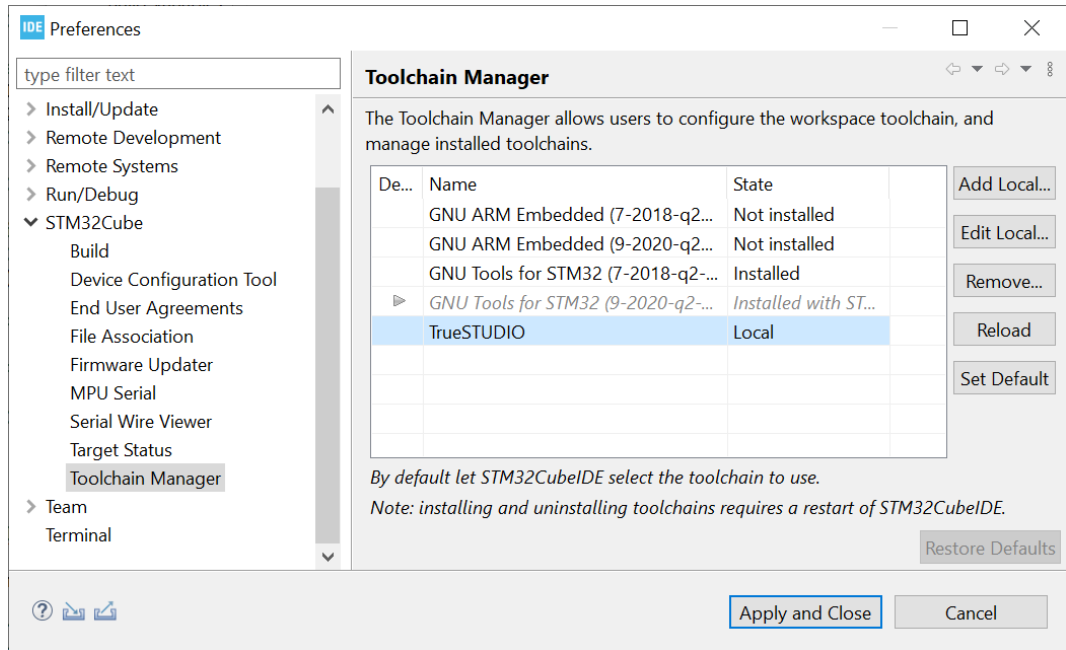 IDE Preferences
type filter text
Install/Update
Remote Development
Remote Systems
Run/Debug
STM32Cube
Build
Device Configuration Tool
End User Agreements
File Association
Firmware Updater
MPU Serial
Serial Wire Viewer
Target Status
Toolchain Manager
Team
Terminal
Toolchain Manager
The Toolchain Manager allows users to configure the workspace toolchain, and
manage installed toolchains.
De... Name State
GNU ARM Embedded (7-2018-q2... Not installed
GNU ARM Embedded (9-2020-q2... Not installed
GNU Tools for STM32 (7-2018-q2-... Installed
GNU Tools for STM32 (9-2020-q2-... Installed with ST...
TrueSTUDIO Local
Add Local...
Edit Local...
Remove...
Reload
Set Default
By default let STM32CubeIDE select the toolchain to use.
Note: installing and uninstalling toolchains requires a restart of STM32CubeIDE.
Restore Defaults
Apply and Close Cancel